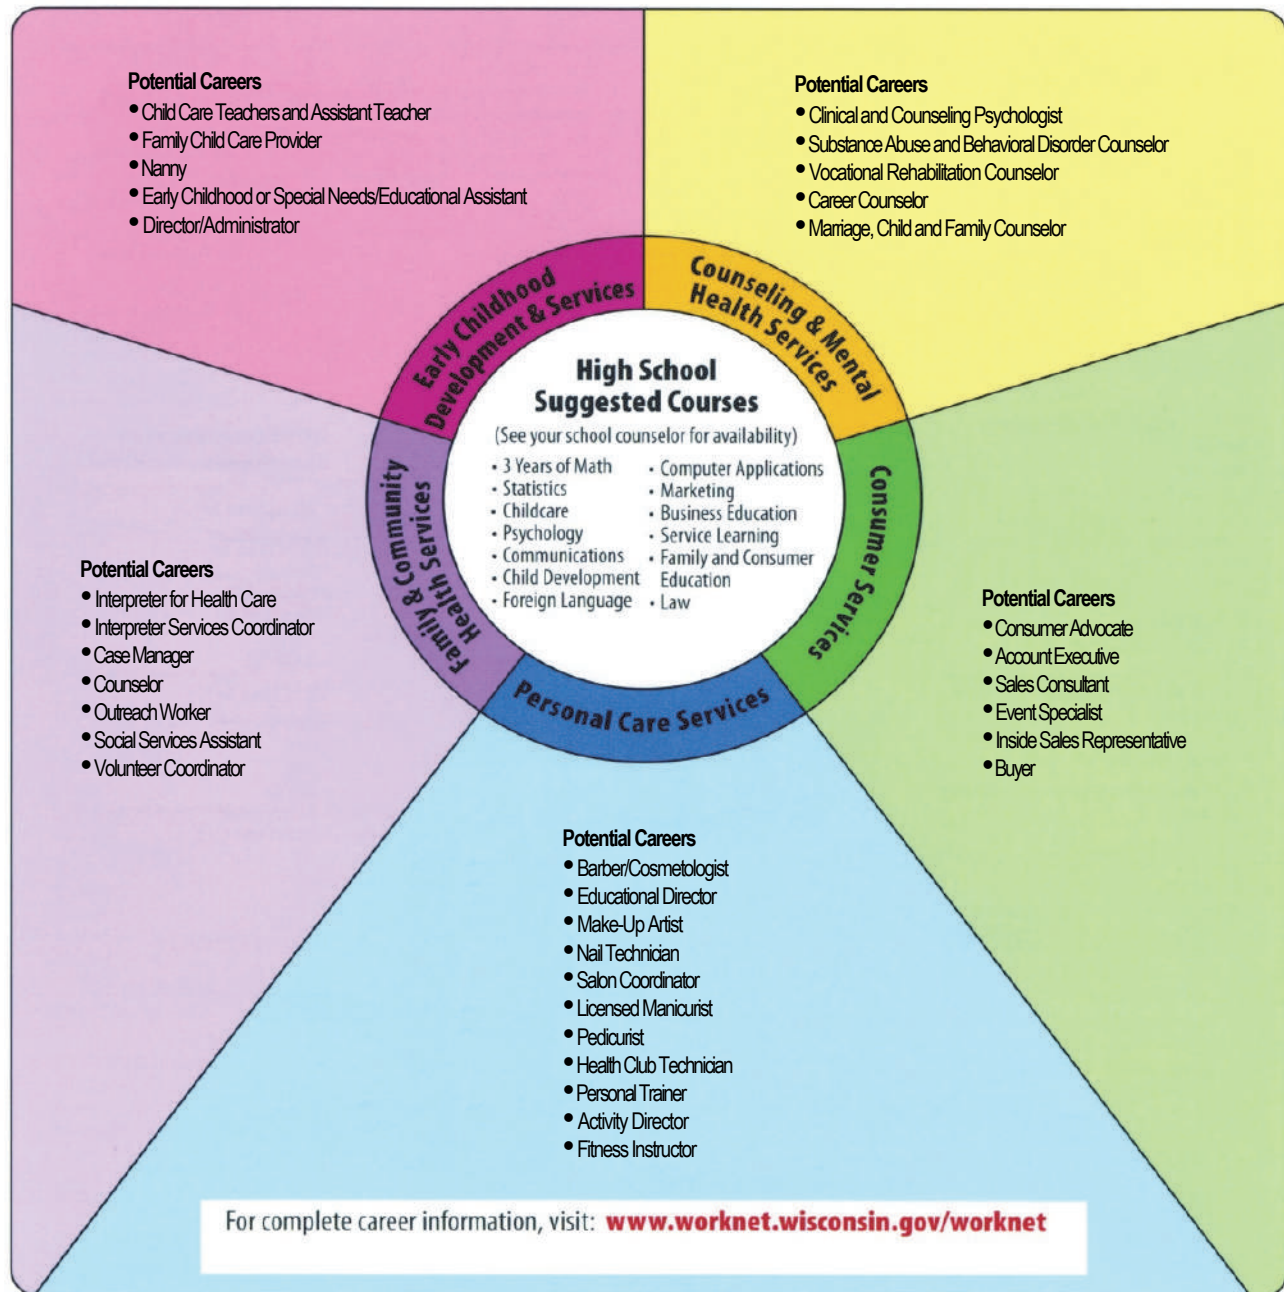 Potential Careers
• Child Care Teachers and Assistant Teacher
• Family Child Care Provider
• Nanny
• Early Childhood or Special Needs/Educational Assistant
• Director/Administrator
Potential Careers
• Clinical and Counseling Psychologist
• Substance Abuse and Behavioral Disorder Counselor
• Vocational Rehabilitation Counselor
• Career Counselor
• Marriage, Child and Family Counselor
Early Childhood
Development & Services
Counseling & Mental
Health Services
High School
Suggested Courses
(See your school counselor for availability)
• 3 Years of Math
• Statistics
• Childcare
• Psychology
• Communications
• Child Development
• Foreign Language
• Computer Applications
• Marketing
• Business Education
• Service Learning
• Family and Consumer
Education
• Law
Family & Community
Health Services
Consumer Services
Personal Care Services
Potential Careers
• Interpreter for Health Care
• Interpreter Services Coordinator
• Case Manager
• Counselor
• Outreach Worker
• Social Services Assistant
• Volunteer Coordinator
Potential Careers
• Consumer Advocate
• Account Executive
• Sales Consultant
• Event Specialist
• Inside Sales Representative
• Buyer
Potential Careers
• Barber/Cosmetologist
• Educational Director
• Make-Up Artist
• Nail Technician
• Salon Coordinator
• Licensed Manicurist
• Pedicurist
• Health Club Technician
• Personal Trainer
• Activity Director
• Fitness Instructor
For complete career information, visit: www.worknet.wisconsin.gov/worknet